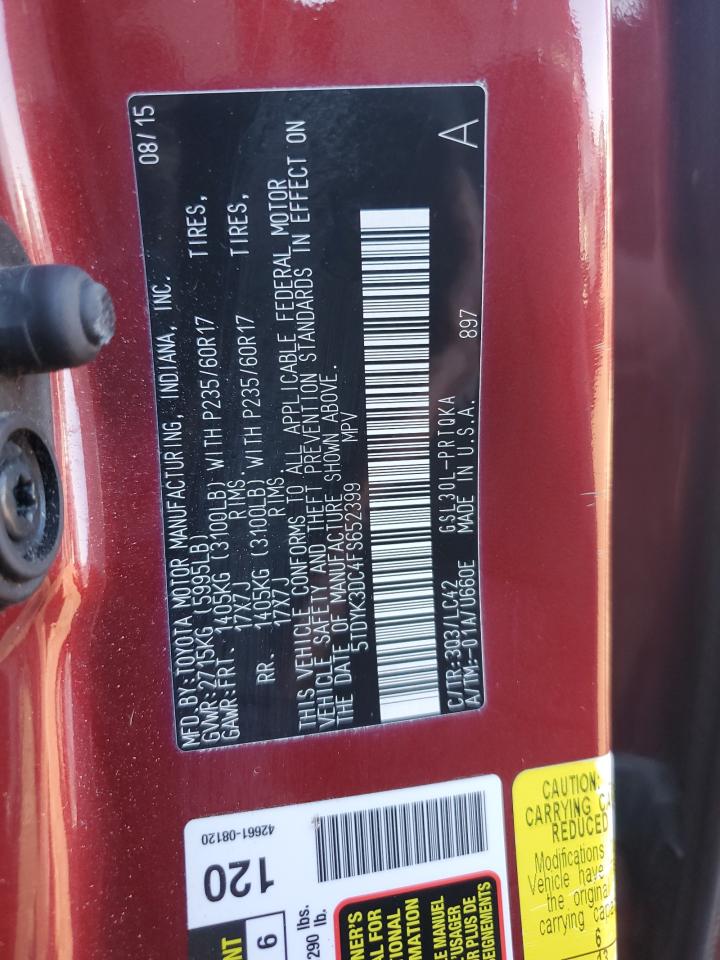 MFD.BY:TOYOTA MOTOR MANUFACTURING, INDIANA, INC. 08/15
GVWR:2715KG (5995LB)
GAWR:FRT. 1405KG (3100LB) WITH P235/60R17 TIRES,
17X7J RIMS
RR. 1405KG (3100LB) WITH P235/60R17 TIRES,
17X7J RIMS
THIS VEHICLE CONFORMS TO ALL APPLICABLE FEDERAL MOTOR
VEHICLE SAFETY AND THEFT PREVENTION STANDARDS IN EFFECT ON
THE DATE OF MANUFACTURE SHOWN ABOVE.
5TDYK3DC4FS652399 MPV
C/TR:3Q3/LC42 GSL30L-PRTQKA
A/TM:-01A/U660E MADE IN U.S.A. 897 A
42661-08120
120
6
lbs.
290 lb.
CAUTION:
CARRYING CA
REDUCED
Modifications
Vehicle have
the original
carrying capa
6